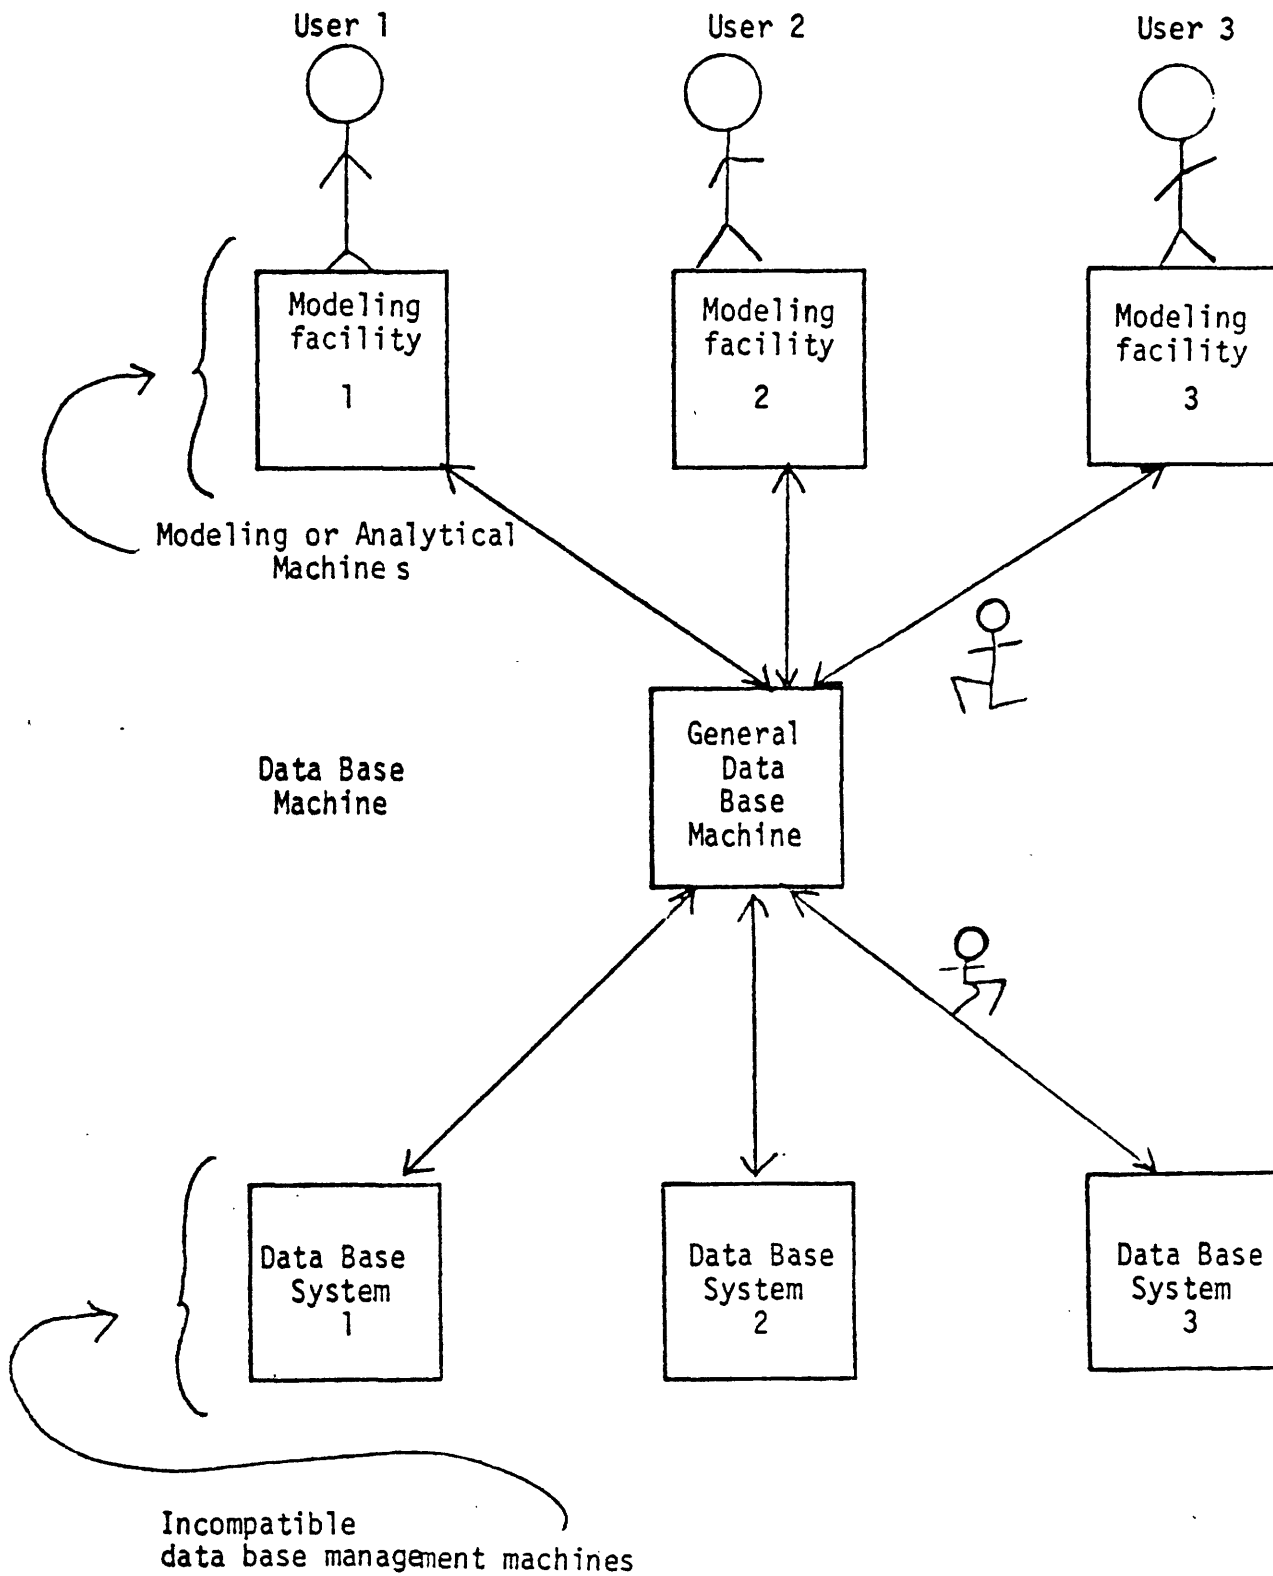 User 1
User 2
User 3
Modeling
facility
1
Modeling
facility
2
Modeling
facility
3
Modeling or Analytical
Machines
Data Base
Machine
General
Data
Base
Machine
Data Base
System
1
Data Base
System
2
Data Base
System
3
Incompatible
data base management machines